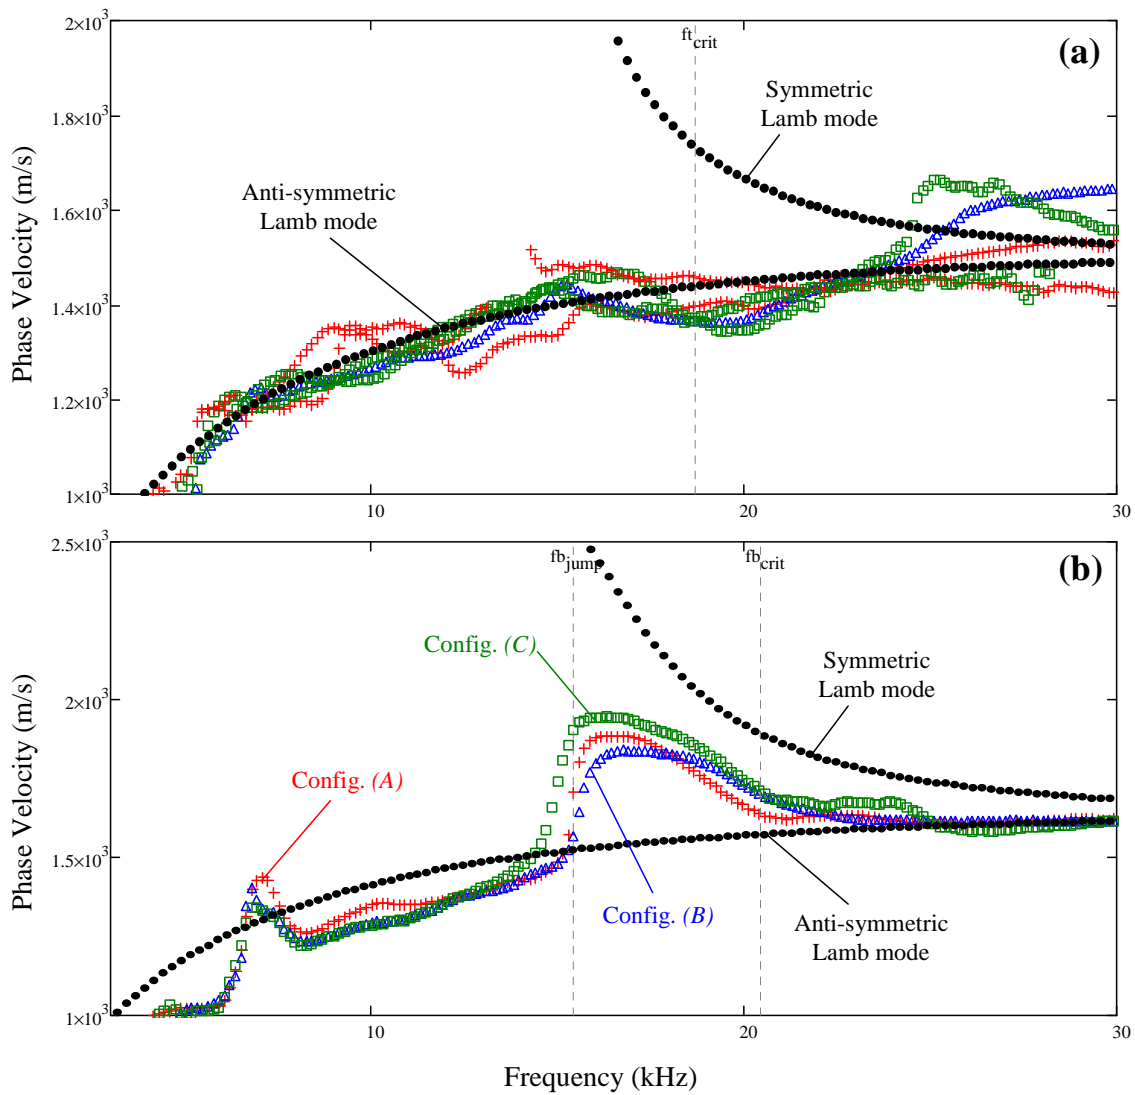 2×10³
ft_crit
(a)
Symmetric
Lamb mode
1.8×10³
Anti-symmetric
Lamb mode
1.6×10³
Phase Velocity (m/s)
1.4×10³
1.2×10³
1×10³
10
20
30
2.5×10³
fb_jump
fb_crit
(b)
Config. (C)
Symmetric
Lamb mode
2×10³
Config. (A)
Phase Velocity (m/s)
1.5×10³
Config. (B)
Anti-symmetric
Lamb mode
1×10³
10
20
30
Frequency (kHz)